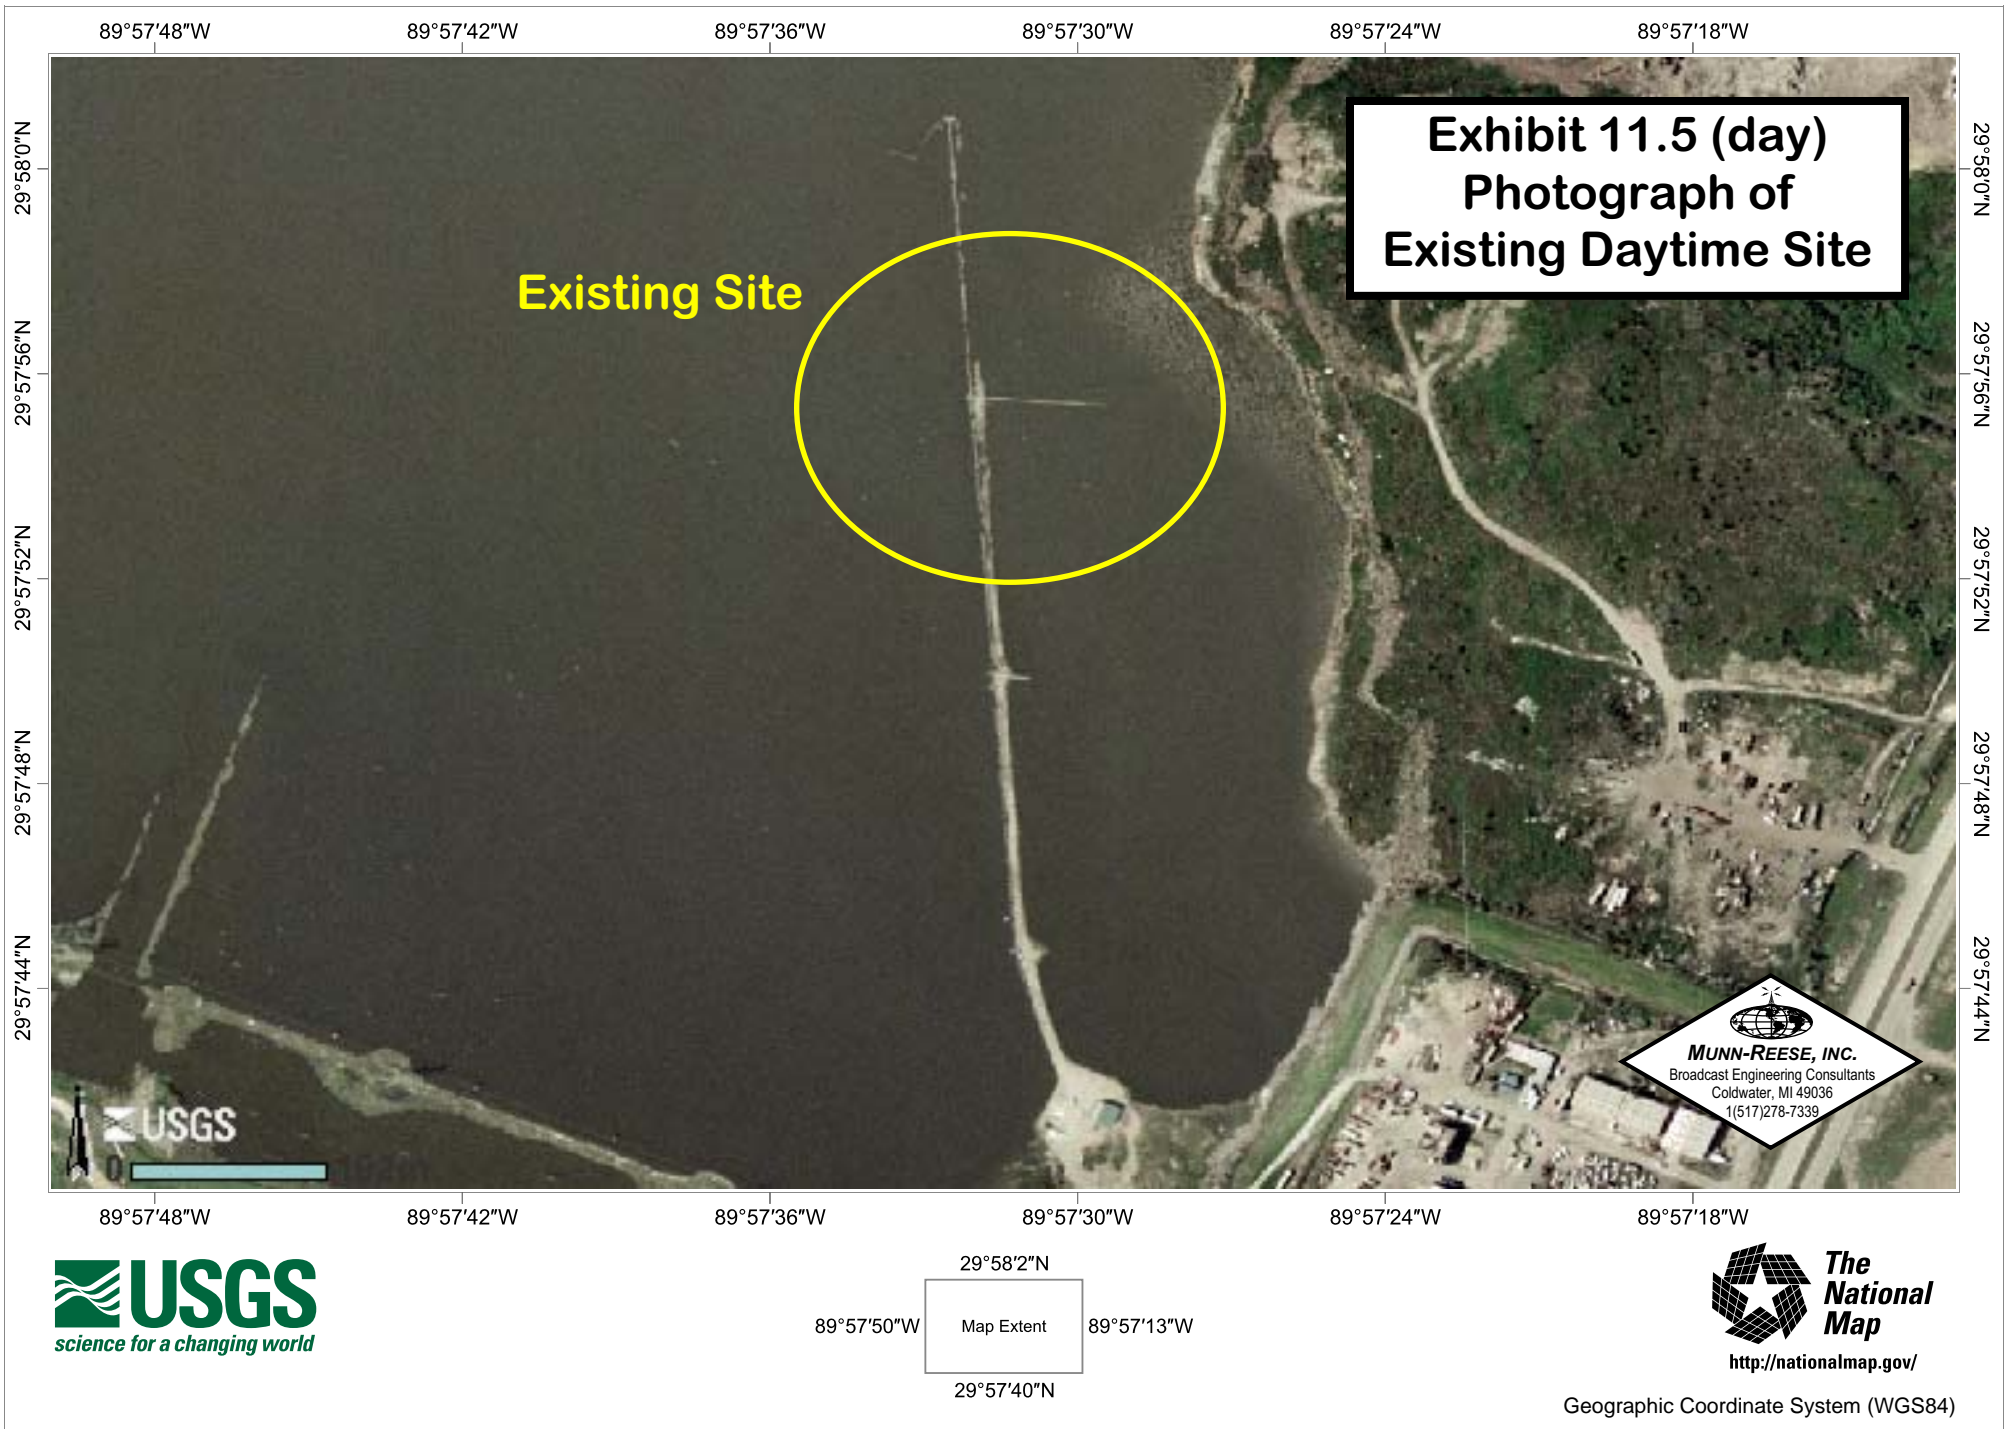 89°57'48"W
89°57'42"W
89°57'36"W
89°57'30"W
89°57'24"W
89°57'18"W
29°58'0"N
29°57'56"N
29°57'52"N
29°57'48"N
29°57'44"N
Exhibit 11.5 (day)
Photograph of
Existing Daytime Site
Existing Site
29°58'0"N
29°57'56"N
29°57'52"N
29°57'48"N
29°57'44"N
MUNN-REESE, INC.
Broadcast Engineering Consultants
Coldwater, MI 49036
1(517)278-7339
USGS
0
89°57'48"W
89°57'42"W
89°57'36"W
89°57'30"W
89°57'24"W
89°57'18"W
USGS
science for a changing world
29°58'2"N
89°57'50"W
Map Extent
89°57'13"W
29°57'40"N
The
National
Map
http://nationalmap.gov/
Geographic Coordinate System (WGS84)